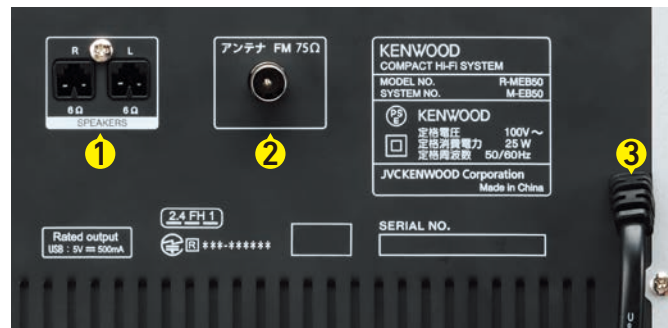 R L
6Ω 6Ω
SPEAKERS
1
アンテナ FM 75Ω
2
KENWOOD
COMPACT Hi-Fi SYSTEM
MODEL NO. R-MEB50
SYSTEM NO. M-EB50
PS
E
KENWOOD
定格電圧 100V～
定格消費電力 25 W
定格周波数 50/60Hz
JVCKENWOOD Corporation
Made in China
3
Rated output
USB : 5V ⎓ 500mA
2.4 FH 1
R ***-******
SERIAL NO.
U